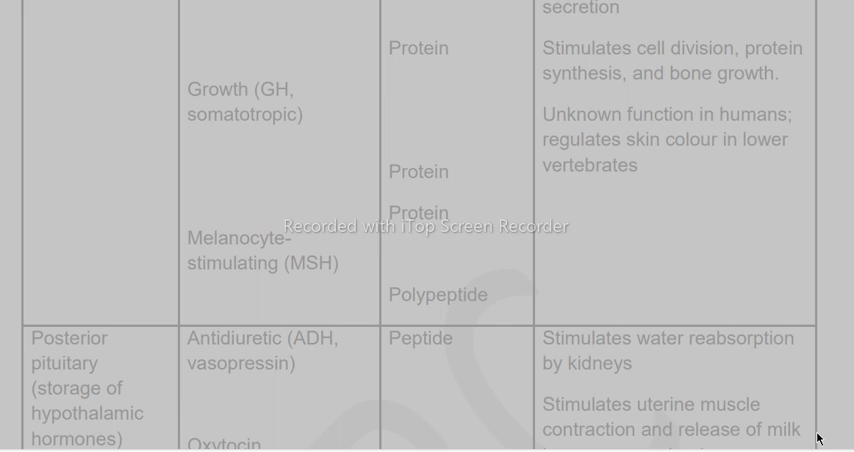 secretion
Protein
Stimulates cell division, protein
synthesis, and bone growth.
Growth (GH,
somatotropic)
Unknown function in humans;
regulates skin colour in lower
vertebrates
Protein
Protein
Recorded with iTop Screen Recorder
Melanocyte-
stimulating (MSH)
Polypeptide
Posterior
pituitary
(storage of
hypothalamic
hormones)
Antidiuretic (ADH,
vasopressin)
Oxytocin
Peptide
Stimulates water reabsorption
by kidneys
Stimulates uterine muscle
contraction and release of milk